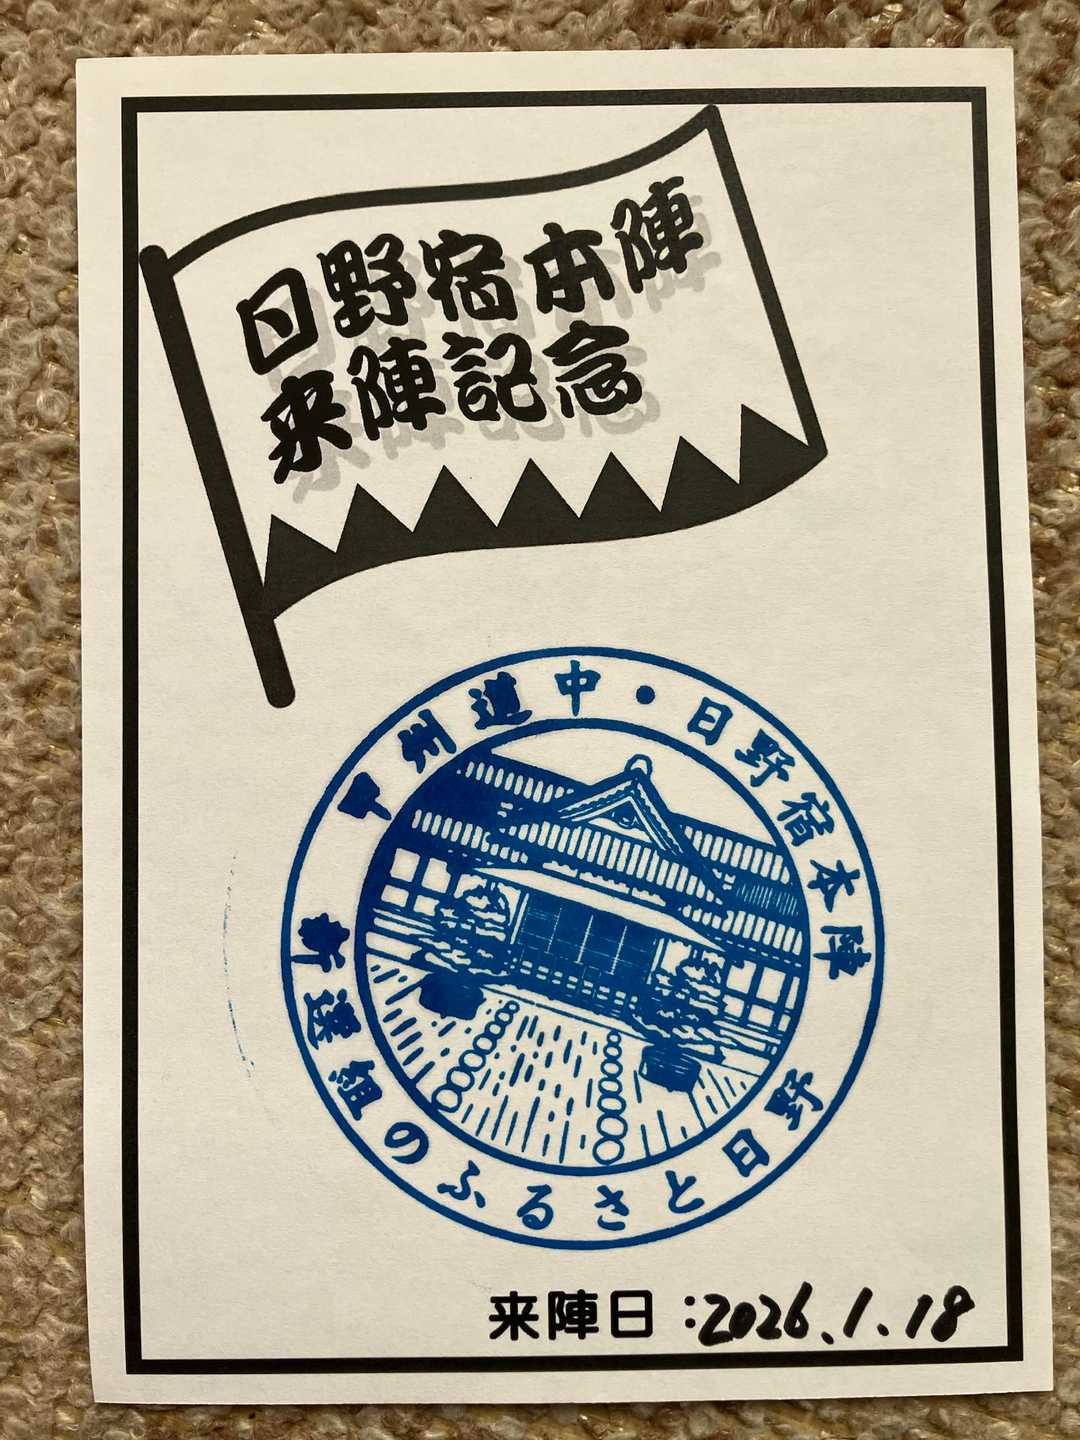 日野宿本陣
来陣記念
甲州道中・日野宿本陣
新選組のふるさと日野
来陣日：2026.1.18